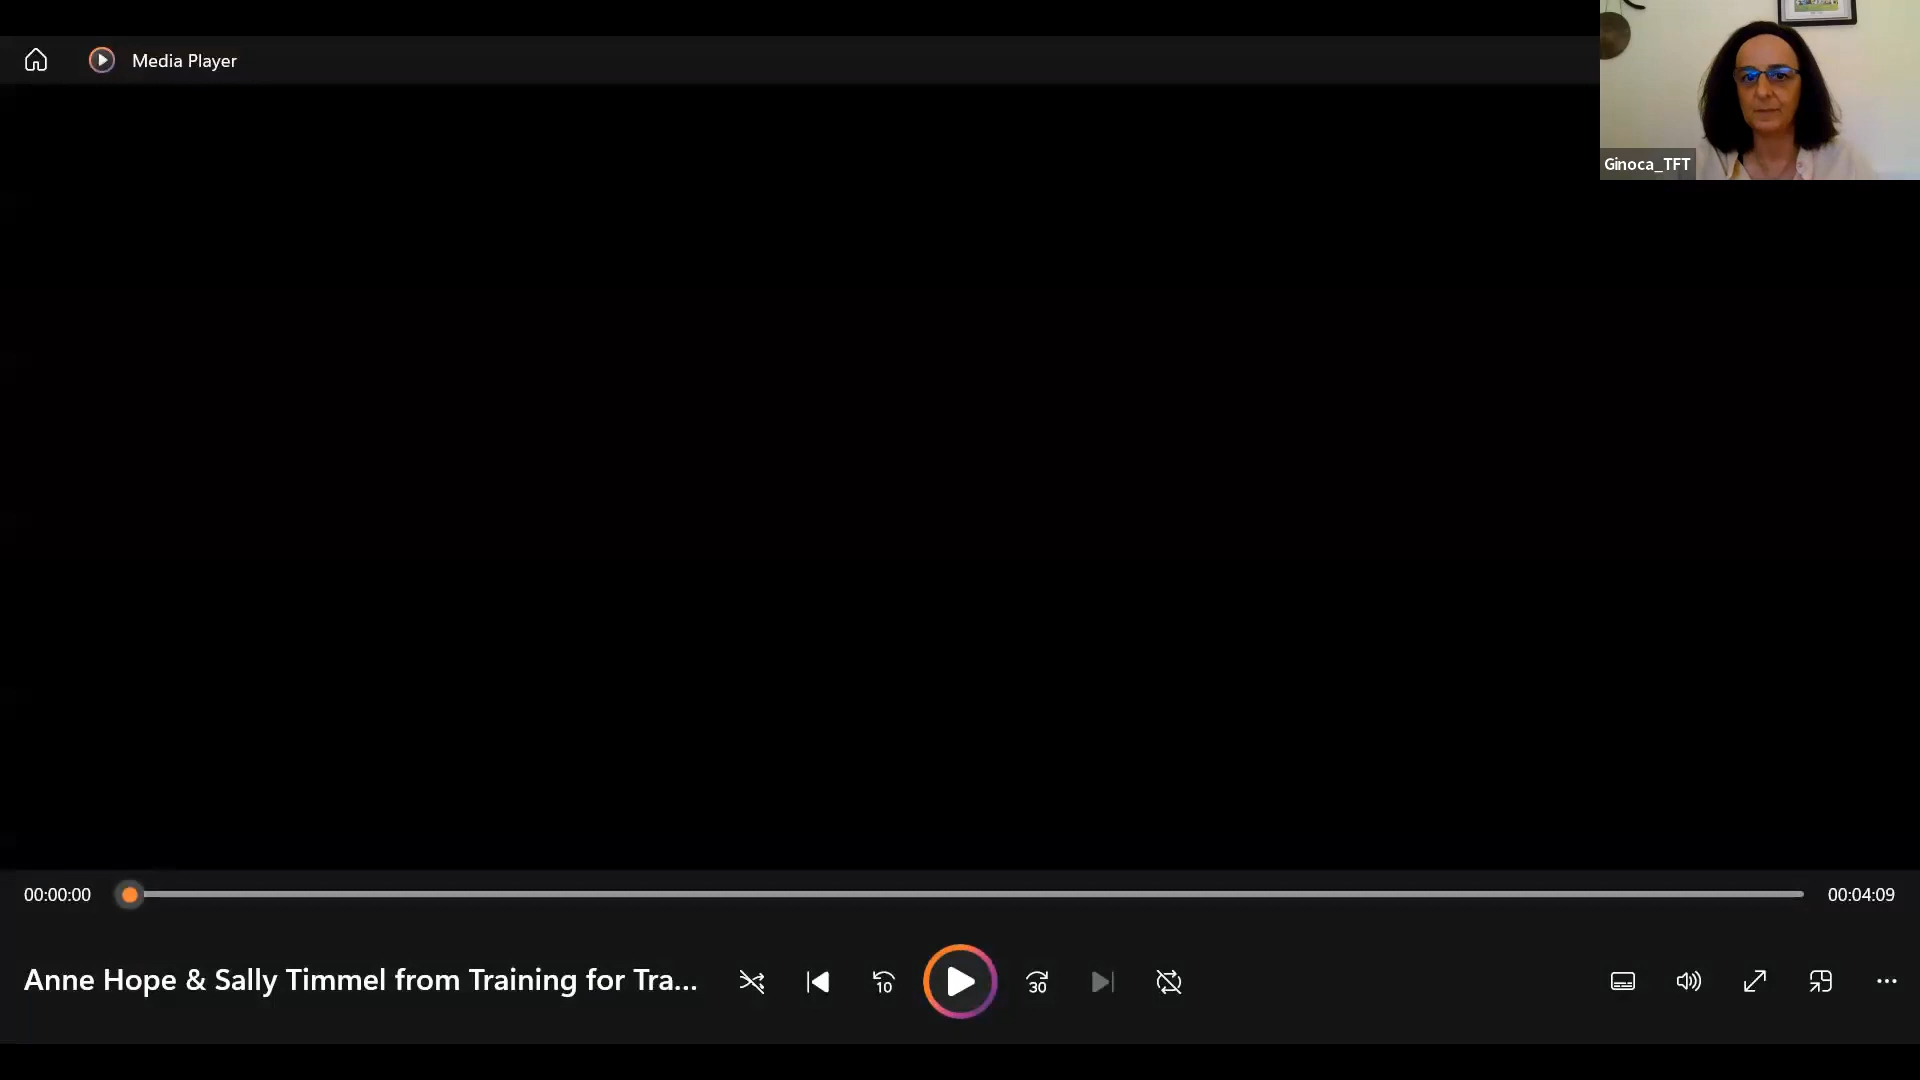 Media Player
Ginoca_TFT
00:00:00
00:04:09
Anne Hope & Sally Timmel from Training for Tra...
10
30